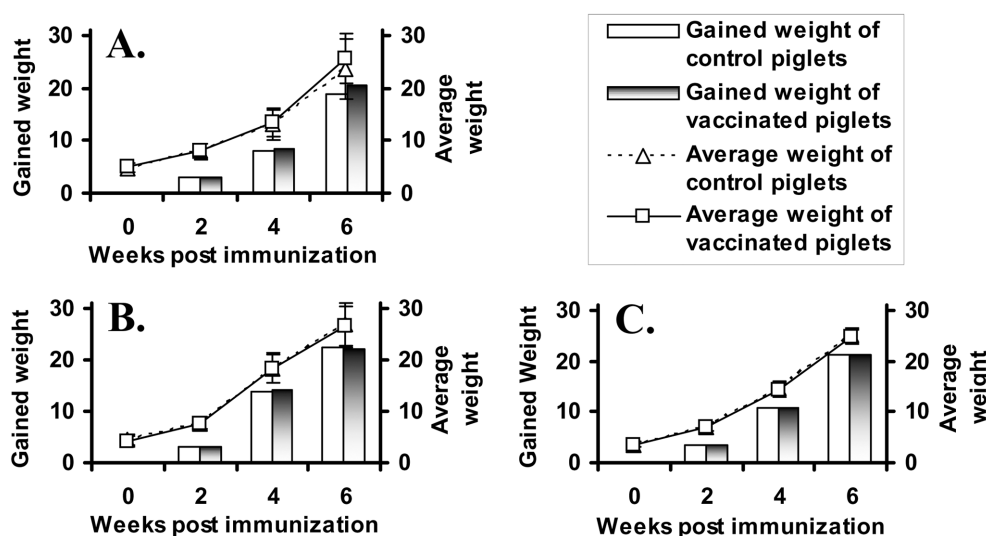 A.
30
20
10
0
Gained weight
30
20
10
0
Average
weight
0 2 4 6
Weeks post immunization
Gained weight of
control piglets
Gained weight of
vaccinated piglets
Average weight of
control piglets
Average weight of
vaccinated piglets
B.
30
20
10
0
Gained weight
30
20
10
0
Average
weight
0 2 4 6
Weeks post immunization
C.
30
20
10
0
Gained Weight
30
20
10
0
Average
weight
0 2 4 6
Weeks post immunization